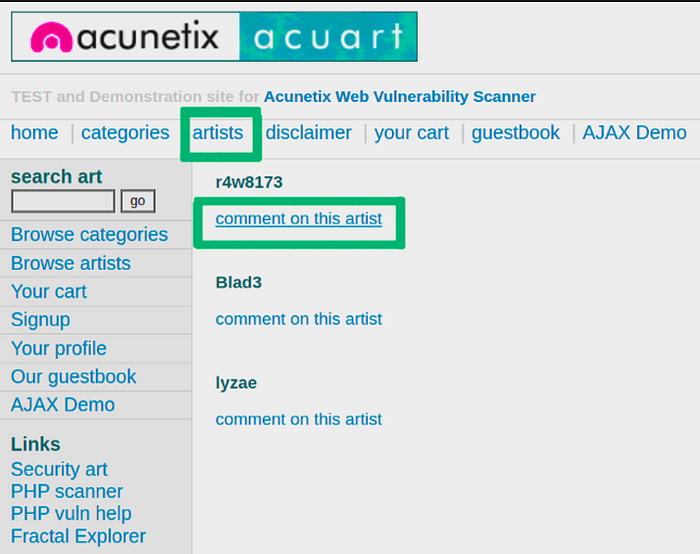 acunetix acuart
TEST and Demonstration site for Acunetix Web Vulnerability Scanner
home | categories | artists | disclaimer | your cart | guestbook | AJAX Demo
search art
go
Browse categories
Browse artists
Your cart
Signup
Your profile
Our guestbook
AJAX Demo
Links
Security art
PHP scanner
PHP vuln help
Fractal Explorer
r4w8173
comment on this artist
Blad3
comment on this artist
lyzae
comment on this artist